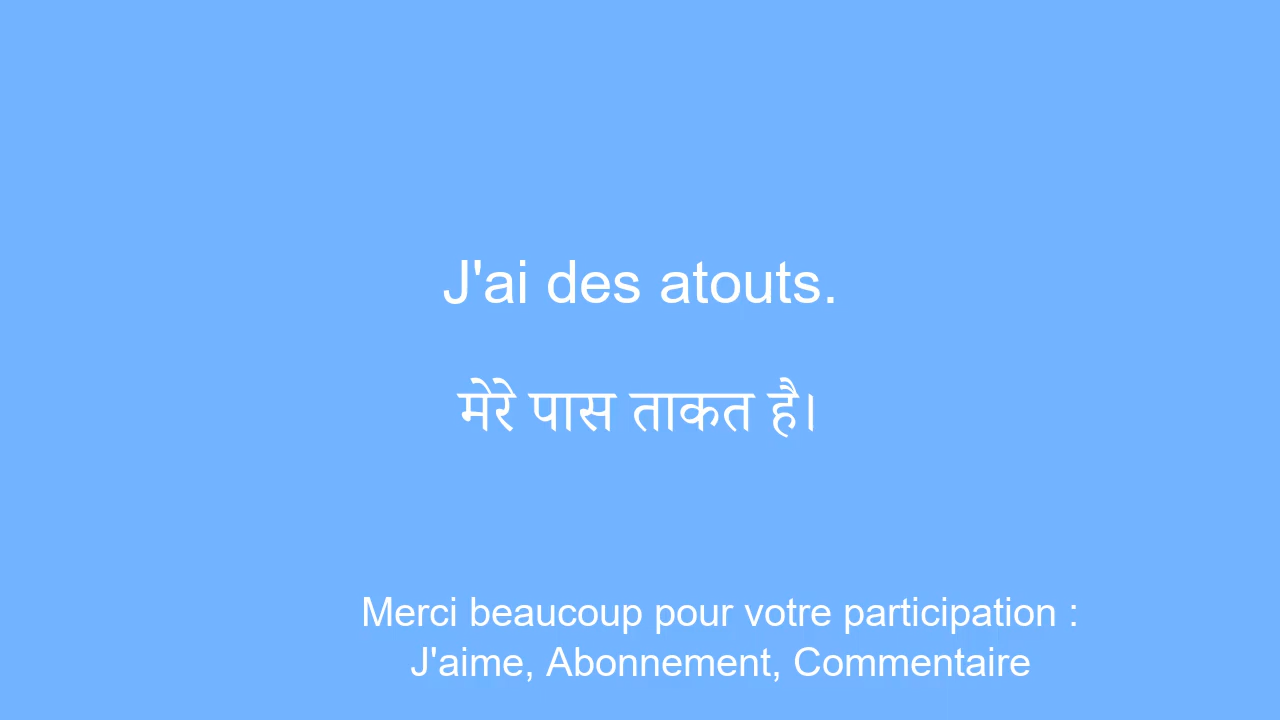 J'ai des atouts.
मेरे पास ताकत है।
Merci beaucoup pour votre participation :
J'aime, Abonnement, Commentaire